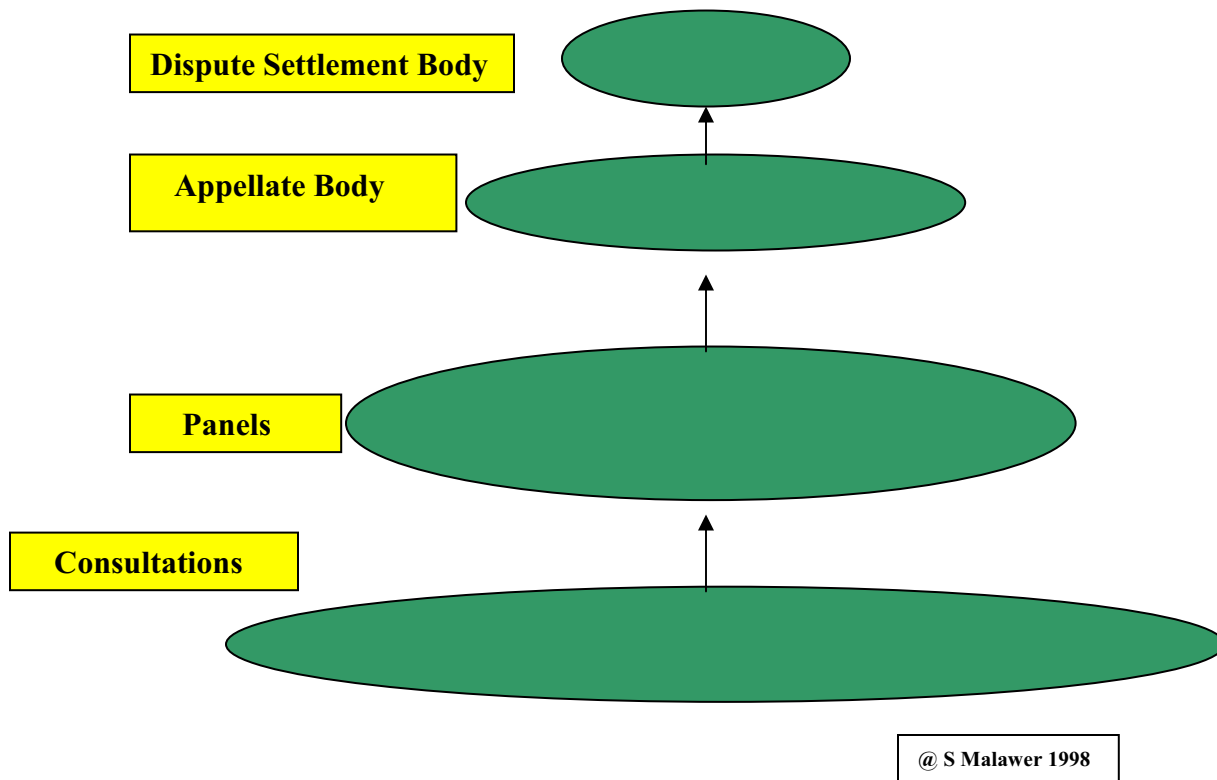 Dispute Settlement Body
Appellate Body
Panels
Consultations
@ S Malawer 1998